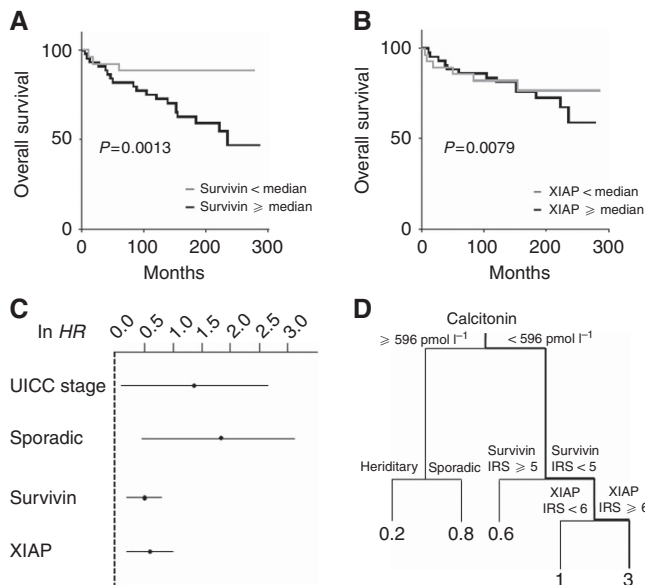 A
100
50
0
Overall survival
P=0.0013
Survivin < median
Survivin ⩾ median
0 100 200 300
Months
B
100
50
0
Overall survival
P=0.0079
XIAP < median
XIAP ⩾ median
0 100 200 300
Months
C
ln HR 0.0 0.5 1.0 1.5 2.0 2.5 3.0
UICC stage
Sporadic
Survivin
XIAP
D
Calcitonin
⩾ 596 pmol l⁻¹ < 596 pmol l⁻¹
Heriditary Sporadic
Survivin
IRS ⩾ 5
Survivin
IRS < 5
XIAP
IRS < 6
XIAP
IRS ⩾ 6
0.2 0.8 0.6
1 3